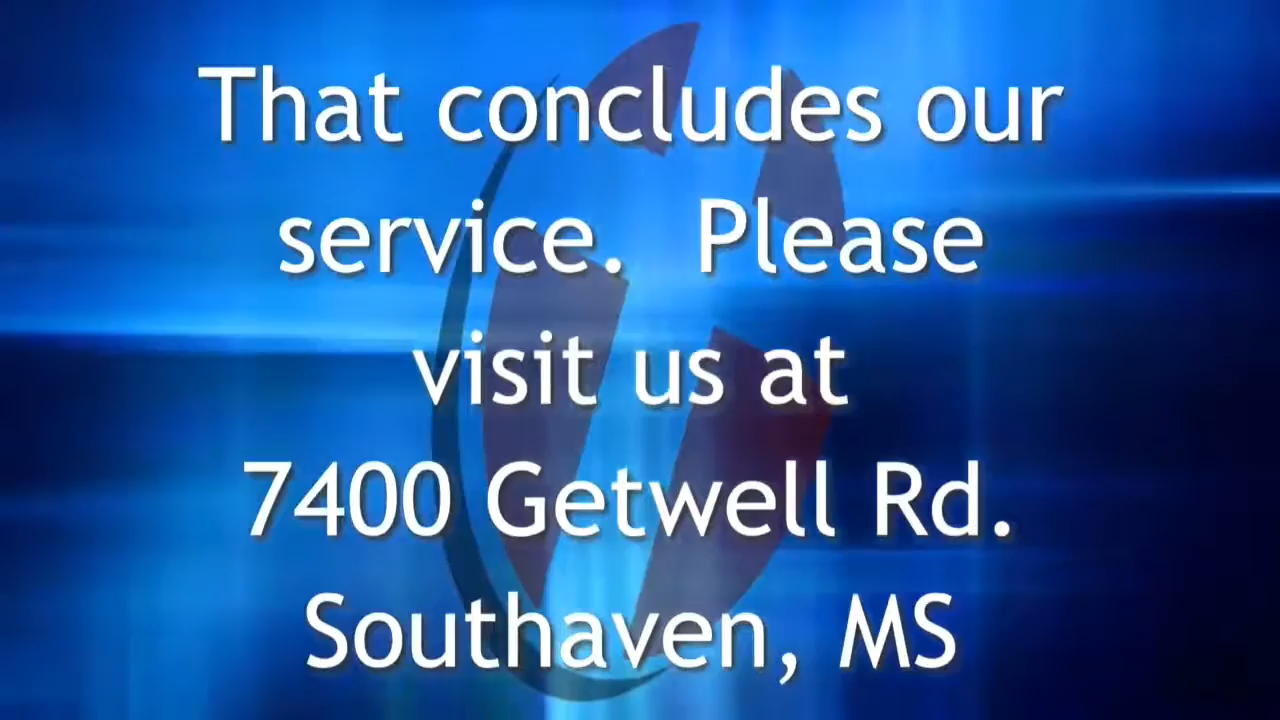 That concludes our
service.  Please
visit us at
7400 Getwell Rd.
Southaven, MS